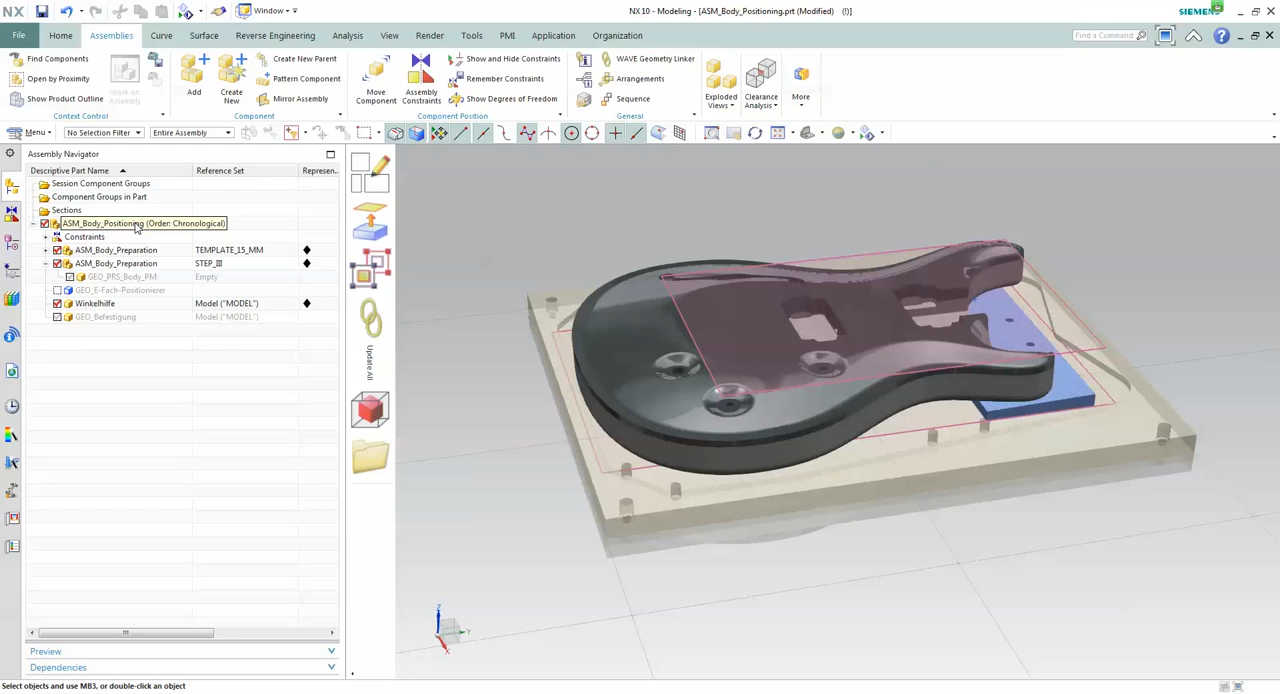 NX
Window
NX 10 - Modeling - [ASM_Body_Positioning.prt (Modified) (!)]
SIEMENS
File Home Assemblies Curve Surface Reverse Engineering Analysis View Render Tools PMI Application Organization
Find a Command
Find Components
Open by Proximity
Show Product Outline
Context Control
Work on Assembly
Add
Create New
Create New Parent
Pattern Component
Mirror Assembly
Component
Move Component
Assembly Constraints
Show and Hide Constraints
Remember Constraints
Show Degrees of Freedom
Component Position
WAVE Geometry Linker
Arrangements
Sequence
General
Exploded Views
Clearance Analysis
More
Menu
No Selection Filter
Entire Assembly
Assembly Navigator
Descriptive Part Name Reference Set Represen..
Session Component Groups
Component Groups in Part
Sections
ASM_Body_Positioning (Order: Chronological)
Constraints
ASM_Body_Preparation TEMPLATE_15_MM
ASM_Body_Preparation STEP_III
GEO_PRS_Body_PM Empty
GEO_E-Fach-Positionierer
Winkelhilfe Model ("MODEL")
GEO_Befestigung Model ("MODEL")
Update All
Z
Y
X
Preview
Dependencies
Select objects and use MB3, or double-click an object